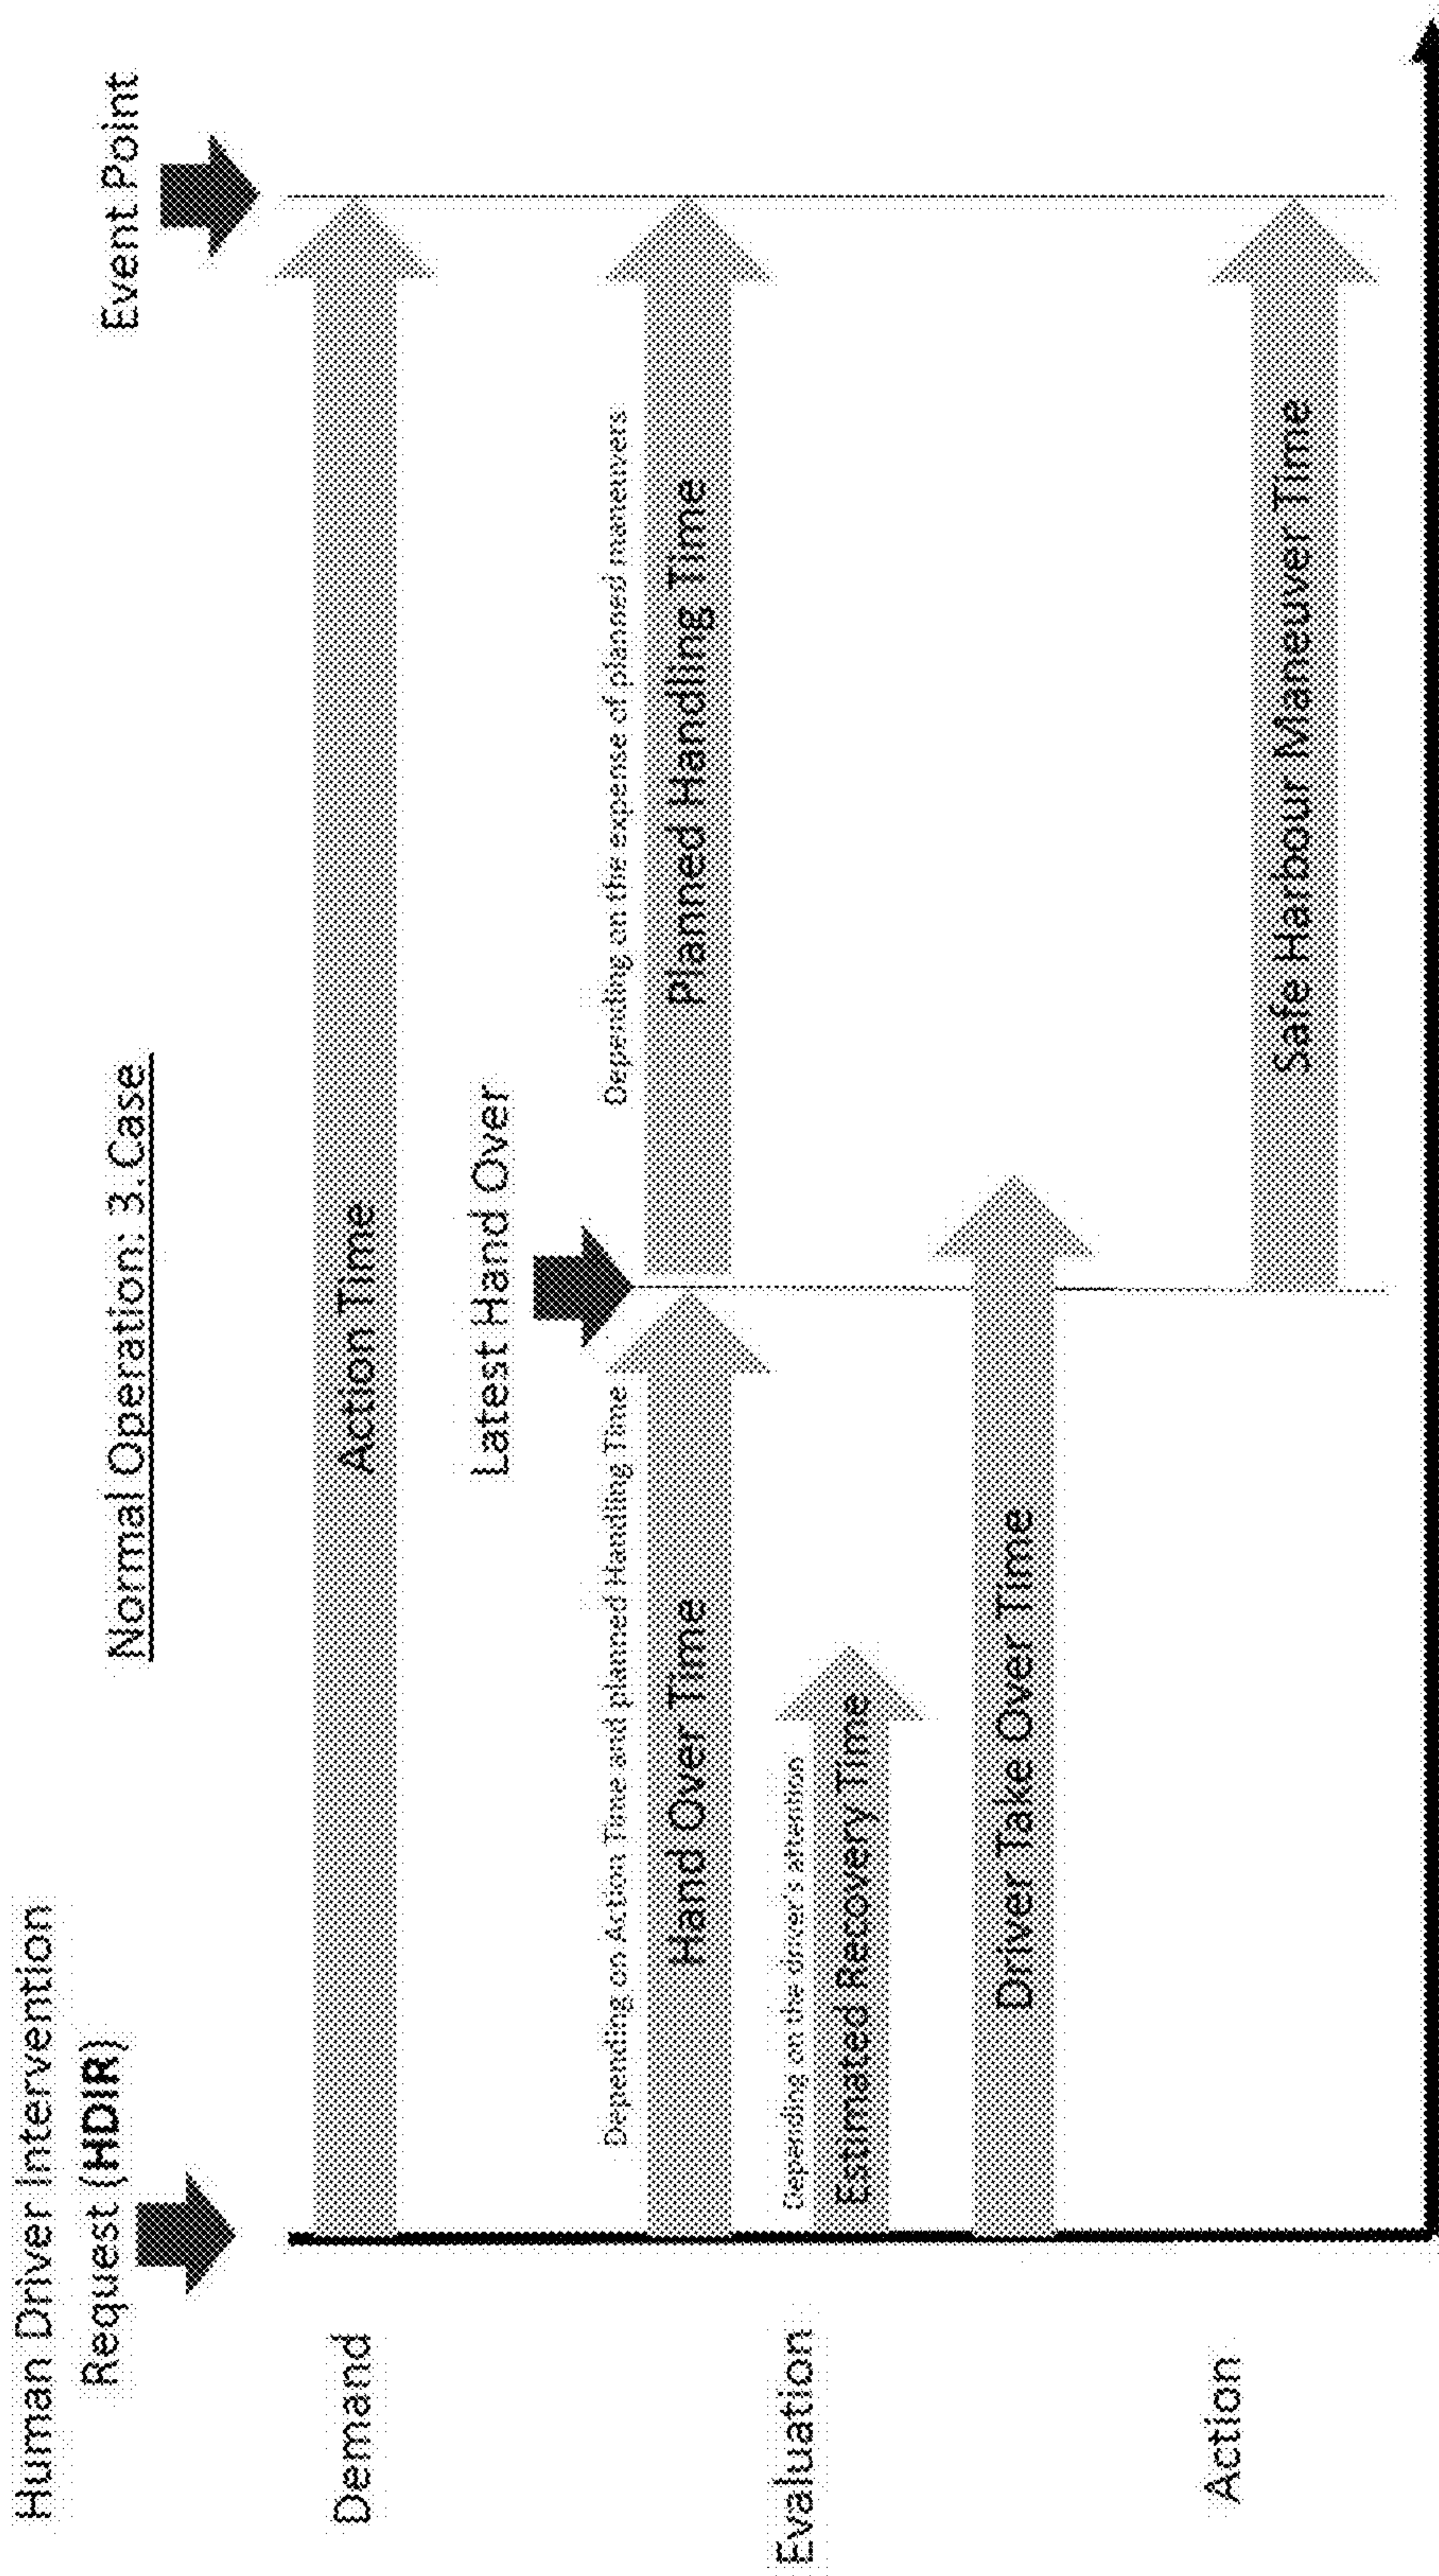 Human Driver Intervention
Request (HDIR)
Normal Operation: 3. Case
Event Point
Demand
Action Time
Latest Hand Over
Depending on Action Time and planned Handling Time
Depending on the expense of planned maneuvers
Hand Over Time
Planned Handling Time
Evaluation
Depending on the driver's attention
Estimated Recovery Time
Driver Take Over Time
Action
Safe Harbour Maneuver Time